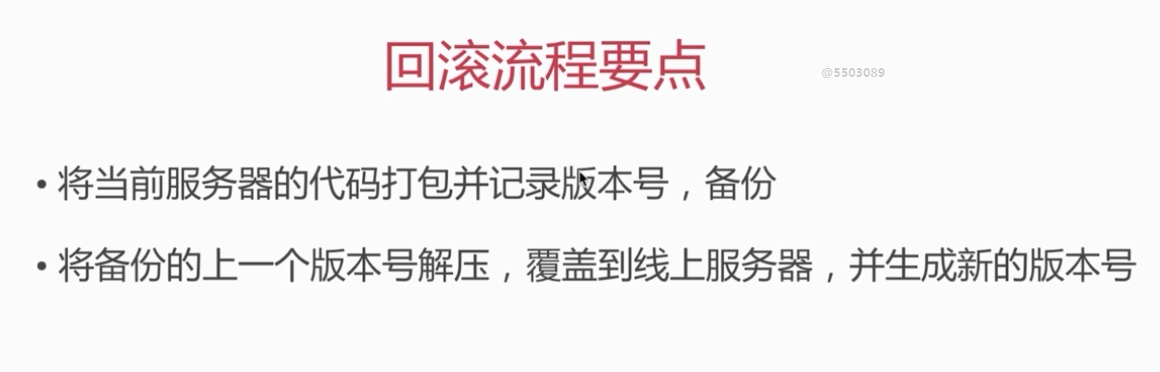 回滚流程要点
@5503089
• 将当前服务器的代码打包并记录版本号，备份
• 将备份的上一个版本号解压，覆盖到线上服务器，并生成新的版本号